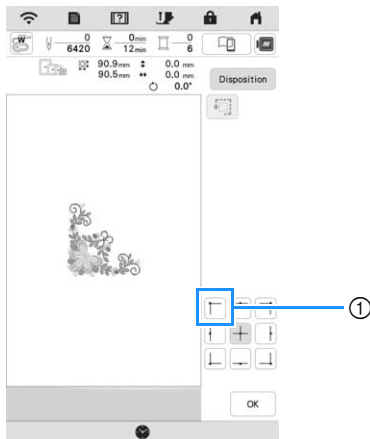 ?
W 0 0min 0
6420 12min 6
90.9mm 0.0 mm
90.5mm 0.0 mm
0.0°
Disposition
①
OK